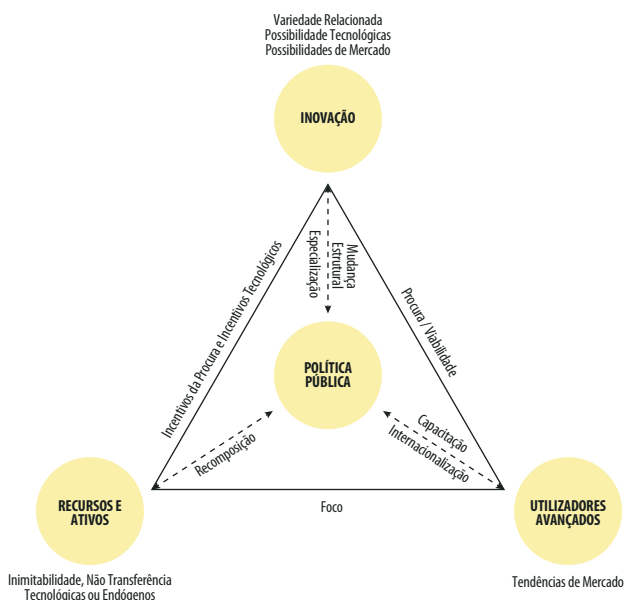 Variedade Relacionada
Possibilidade Tecnológicas
Possibilidades de Mercado
INOVAÇÃO
Incentivos da Procura e Incentivos Tecnológicos
Especialização
Mudança
Estrutural
Procura / Viabilidade
POLÍTICA
PÚBLICA
Recomposição
Capacitação
Internacionalização
RECURSOS E
ATIVOS
Foco
UTILIZADORES
AVANÇADOS
Inimitabilidade, Não Transferência
Tecnológicas ou Endógenos
Tendências de Mercado